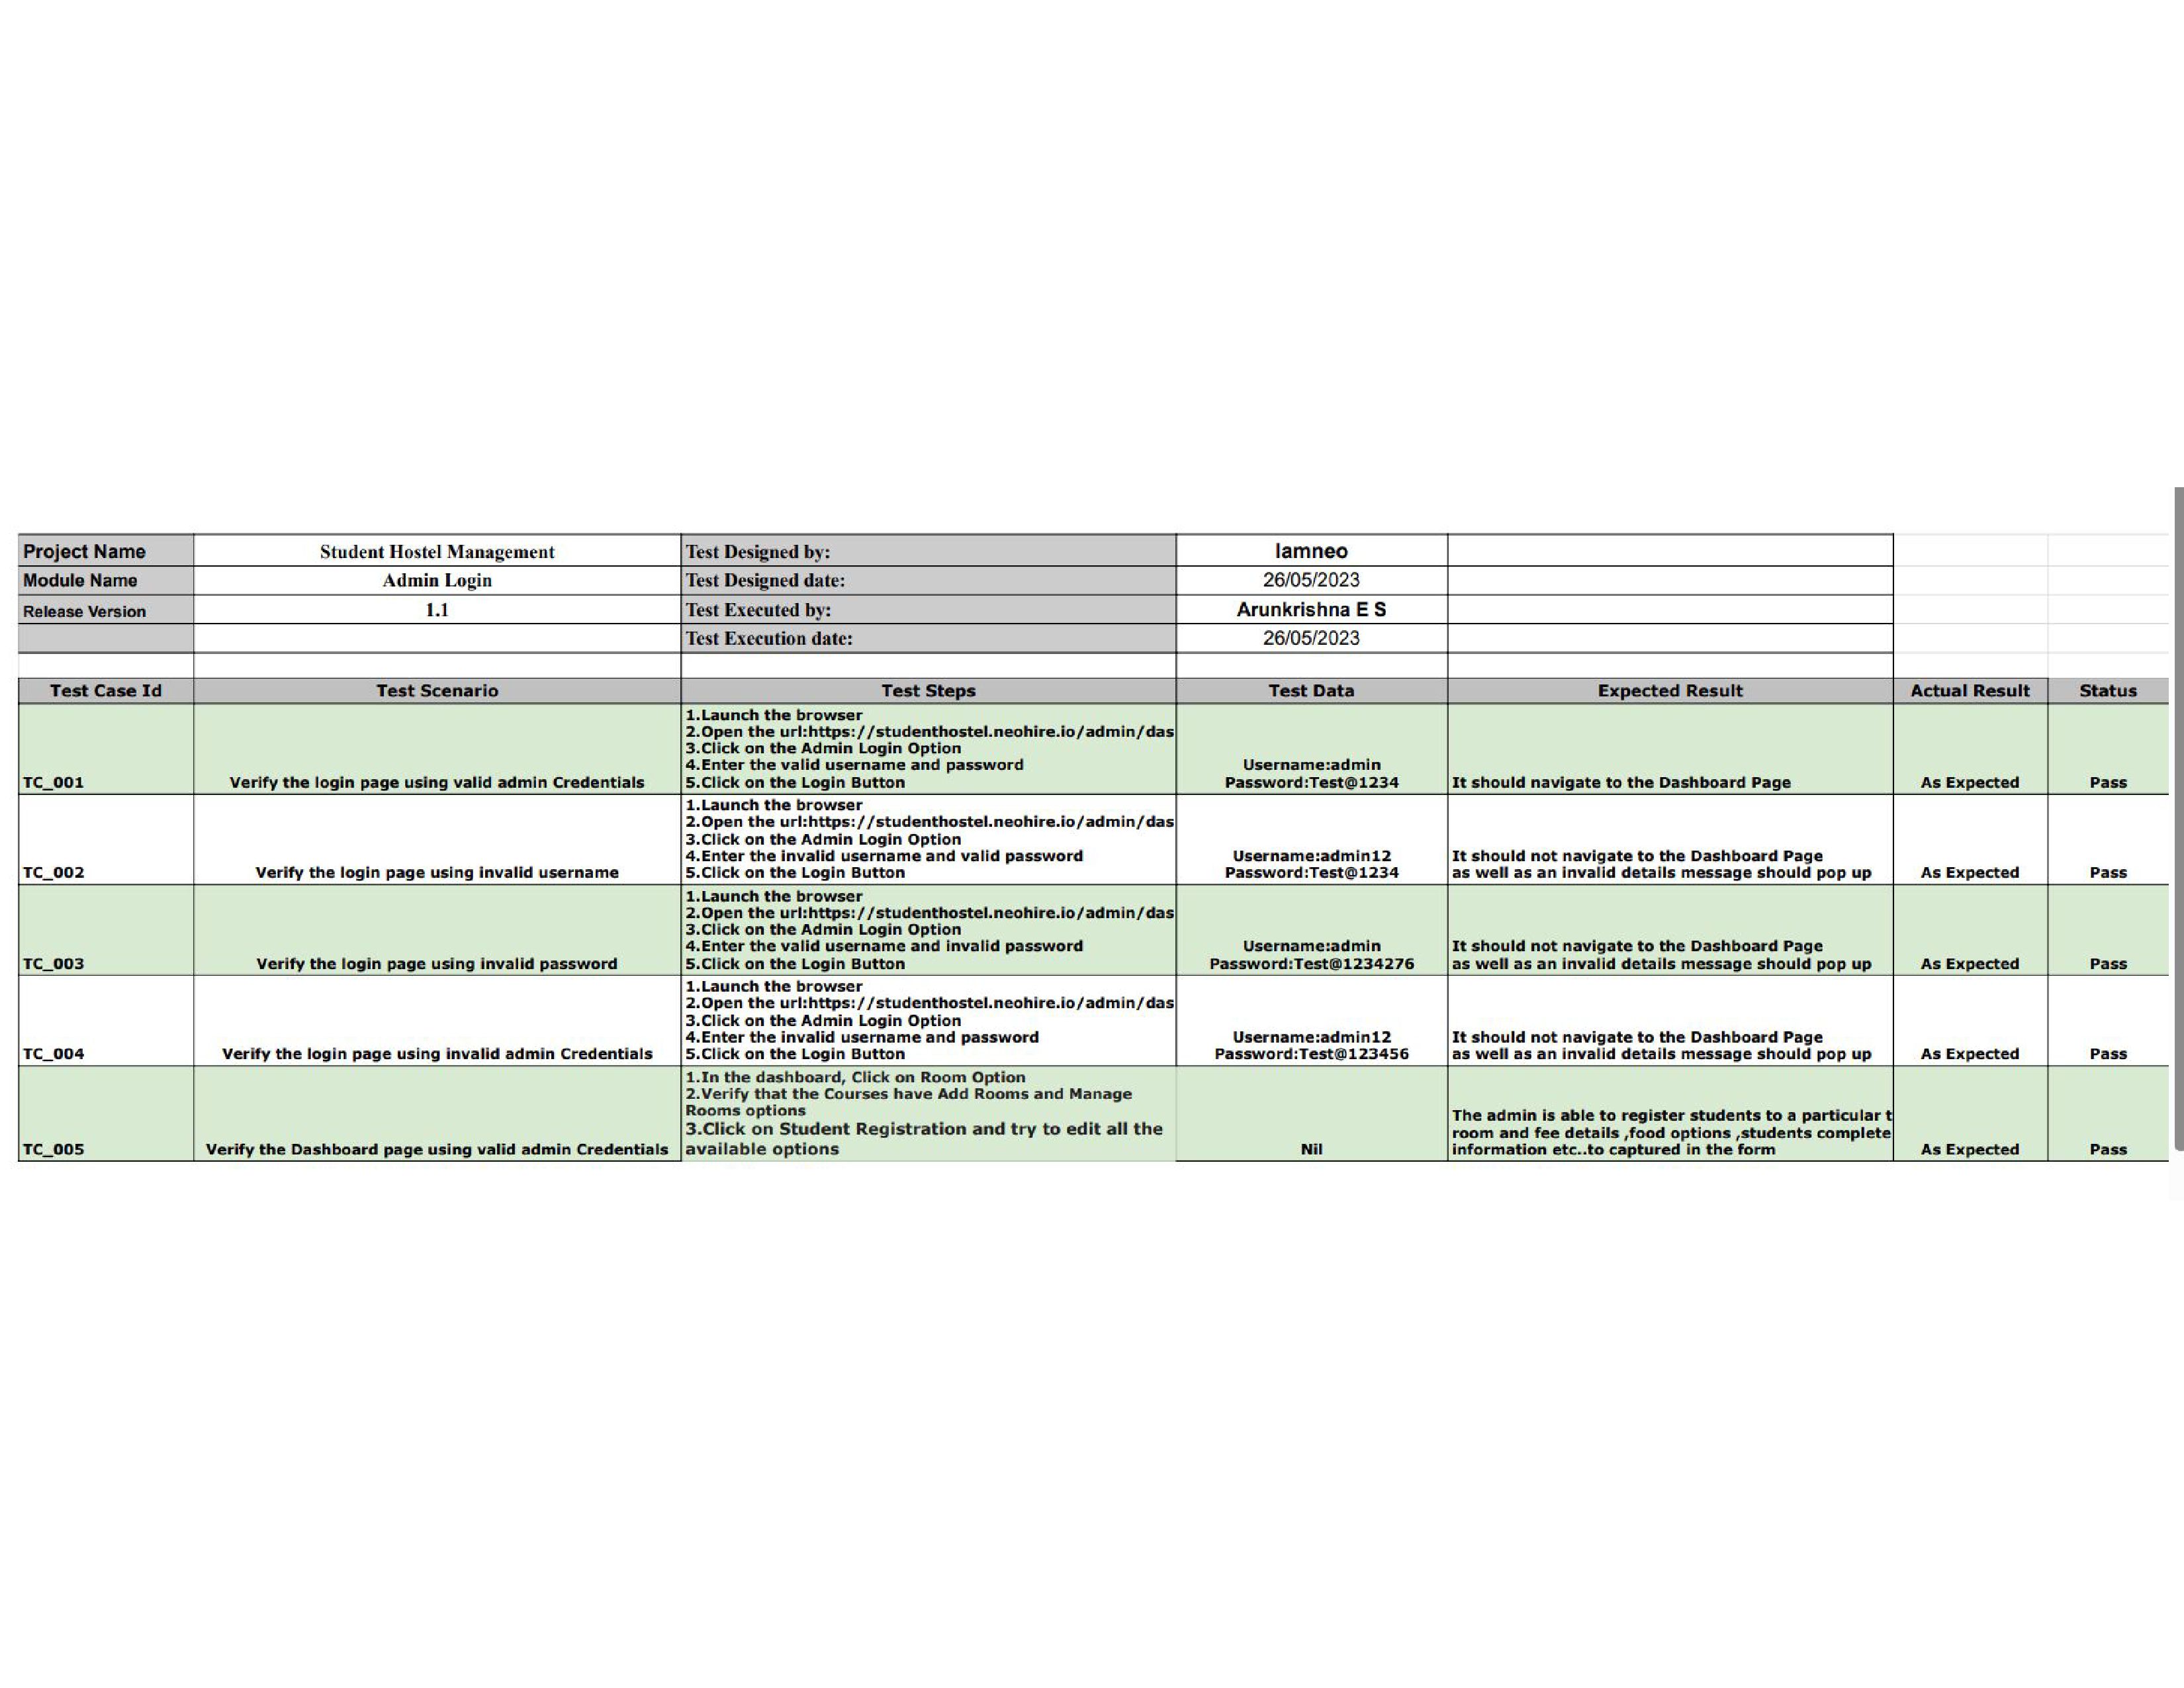 Project Name Student Hostel Management Test Designed by: Iamneo
Module Name Admin Login Test Designed date: 26/05/2023
Release Version 1.1 Test Executed by: Arunkrishna E S
Test Execution date: 26/05/2023
Test Case Id Test Scenario Test Steps Test Data Expected Result Actual Result Status
1.Launch the browser
2.Open the url:https://studenthostel.neohire.io/admin/das
3.Click on the Admin Login Option
4.Enter the valid username and password Username:admin
TC_001 Verify the login page using valid admin Credentials 5.Click on the Login Button Password:Test@1234 It should navigate to the Dashboard Page As Expected Pass
1.Launch the browser
2.Open the url:https://studenthostel.neohire.io/admin/das
3.Click on the Admin Login Option
4.Enter the invalid username and valid password Username:admin12 It should not navigate to the Dashboard Page
TC_002 Verify the login page using invalid username 5.Click on the Login Button Password:Test@1234 as well as an invalid details message should pop up As Expected Pass
1.Launch the browser
2.Open the url:https://studenthostel.neohire.io/admin/das
3.Click on the Admin Login Option
4.Enter the valid username and invalid password Username:admin It should not navigate to the Dashboard Page
TC_003 Verify the login page using invalid password 5.Click on the Login Button Password:Test@1234276 as well as an invalid details message should pop up As Expected Pass
1.Launch the browser
2.Open the url:https://studenthostel.neohire.io/admin/das
3.Click on the Admin Login Option
4.Enter the invalid username and password Username:admin12 It should not navigate to the Dashboard Page
TC_004 Verify the login page using invalid admin Credentials 5.Click on the Login Button Password:Test@123456 as well as an invalid details message should pop up As Expected Pass
1.In the dashboard, Click on Room Option
2.Verify that the Courses have Add Rooms and Manage
Rooms options The admin is able to register students to a particular t
3.Click on Student Registration and try to edit all the room and fee details ,food options ,students complete
TC_005 Verify the Dashboard page using valid admin Credentials available options Nil information etc..to captured in the form As Expected Pass